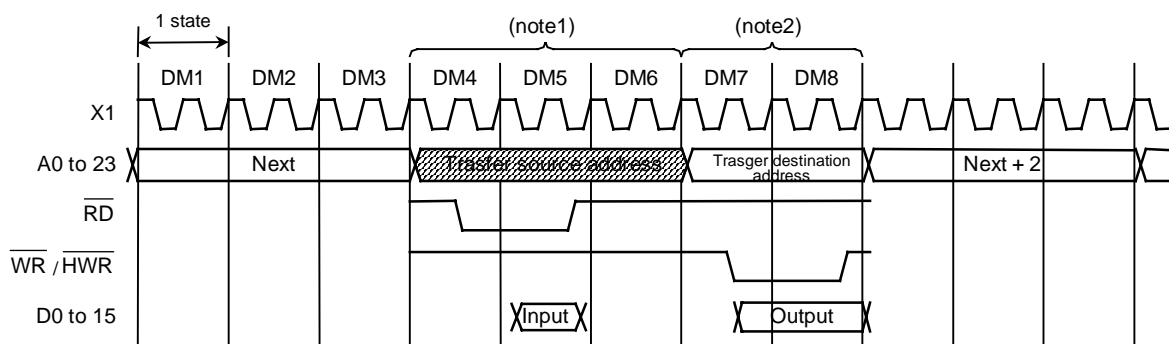 1 state
(note1)
(note2)
DM1 DM2 DM3 DM4 DM5 DM6 DM7 DM8
X1
A0 to 23
Next
Trasfer source address
Trasger destination
address
Next + 2
RD
WR / HWR
D0 to 15
Input
Output